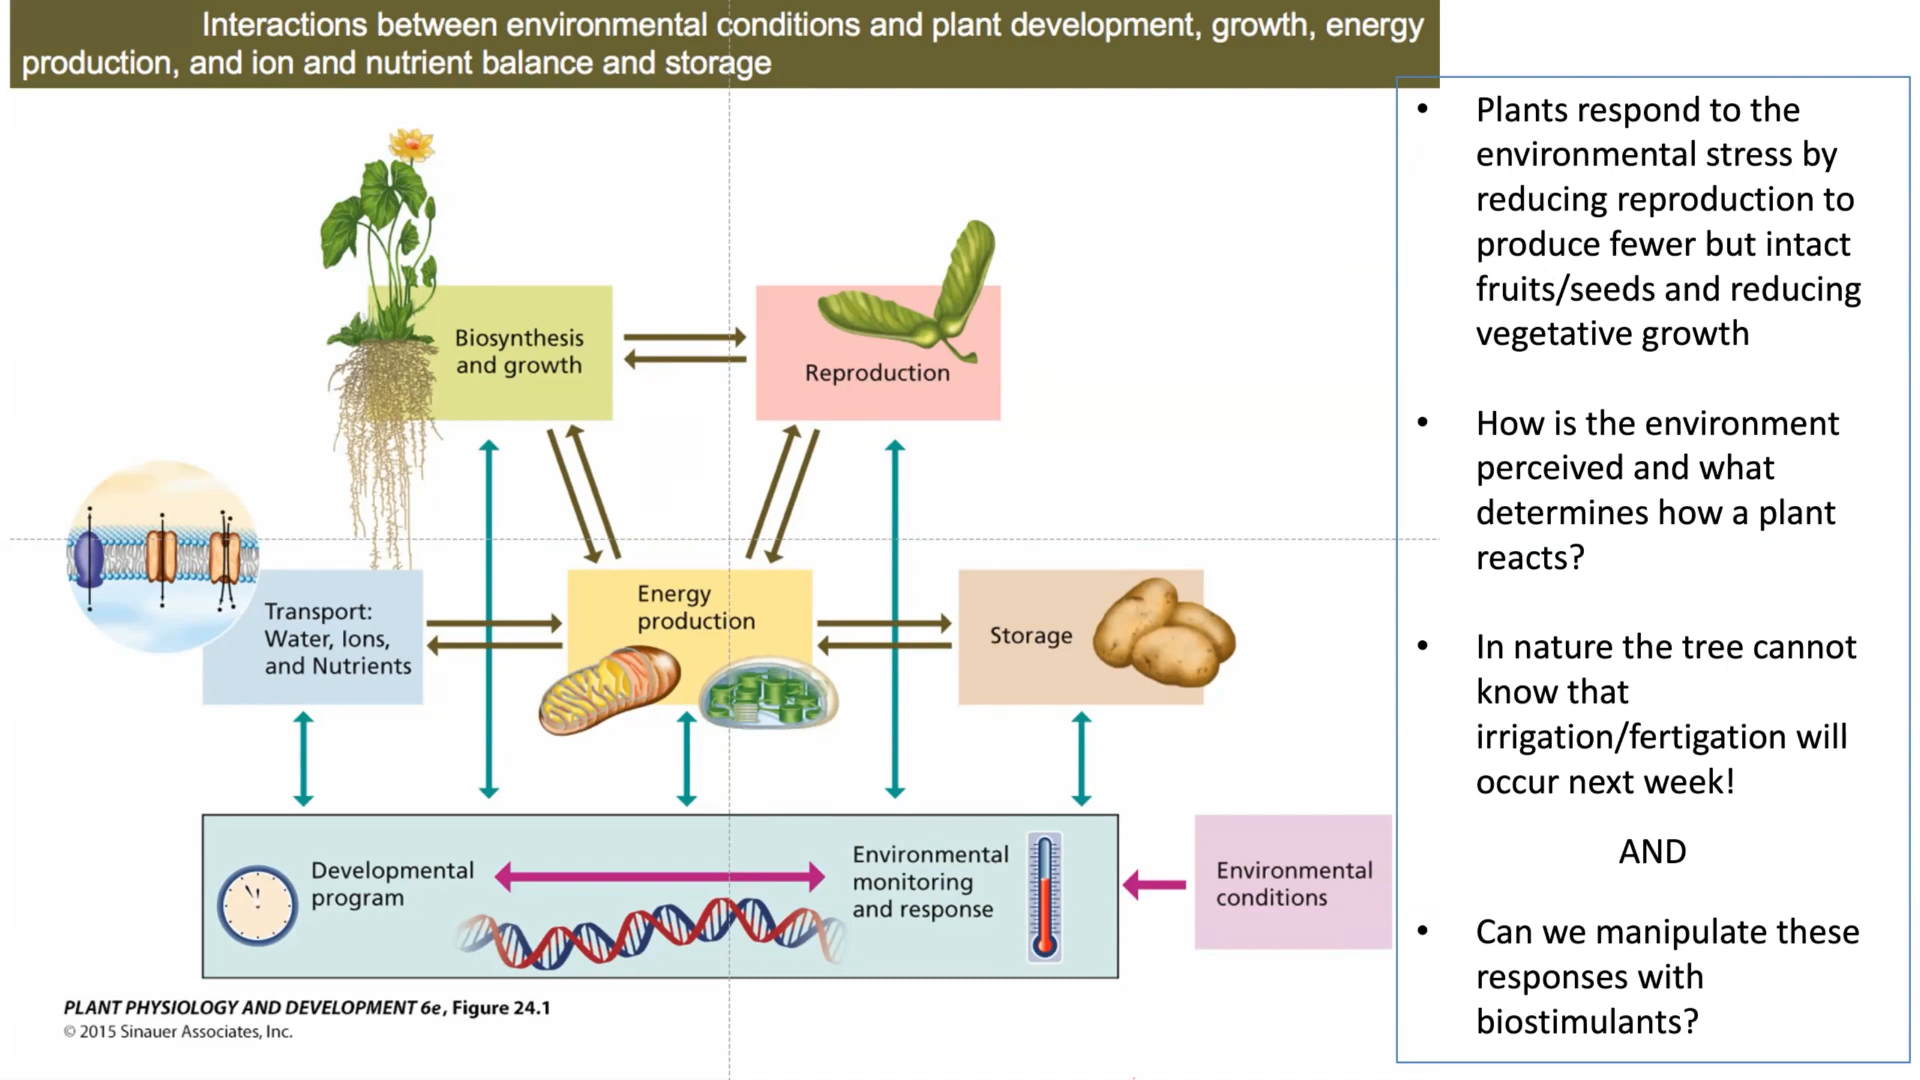 Interactions between environmental conditions and plant development, growth, energy
production, and ion and nutrient balance and storage
Biosynthesis
and growth
Reproduction
Transport:
Water, Ions,
and Nutrients
Energy
production
Storage
Developmental
program
Environmental
monitoring
and response
Environmental
conditions
PLANT PHYSIOLOGY AND DEVELOPMENT 6e, Figure 24.1
© 2015 Sinauer Associates, Inc.
• Plants respond to the
environmental stress by
reducing reproduction to
produce fewer but intact
fruits/seeds and reducing
vegetative growth
• How is the environment
perceived and what
determines how a plant
reacts?
• In nature the tree cannot
know that
irrigation/fertigation will
occur next week!
AND
• Can we manipulate these
responses with
biostimulants?